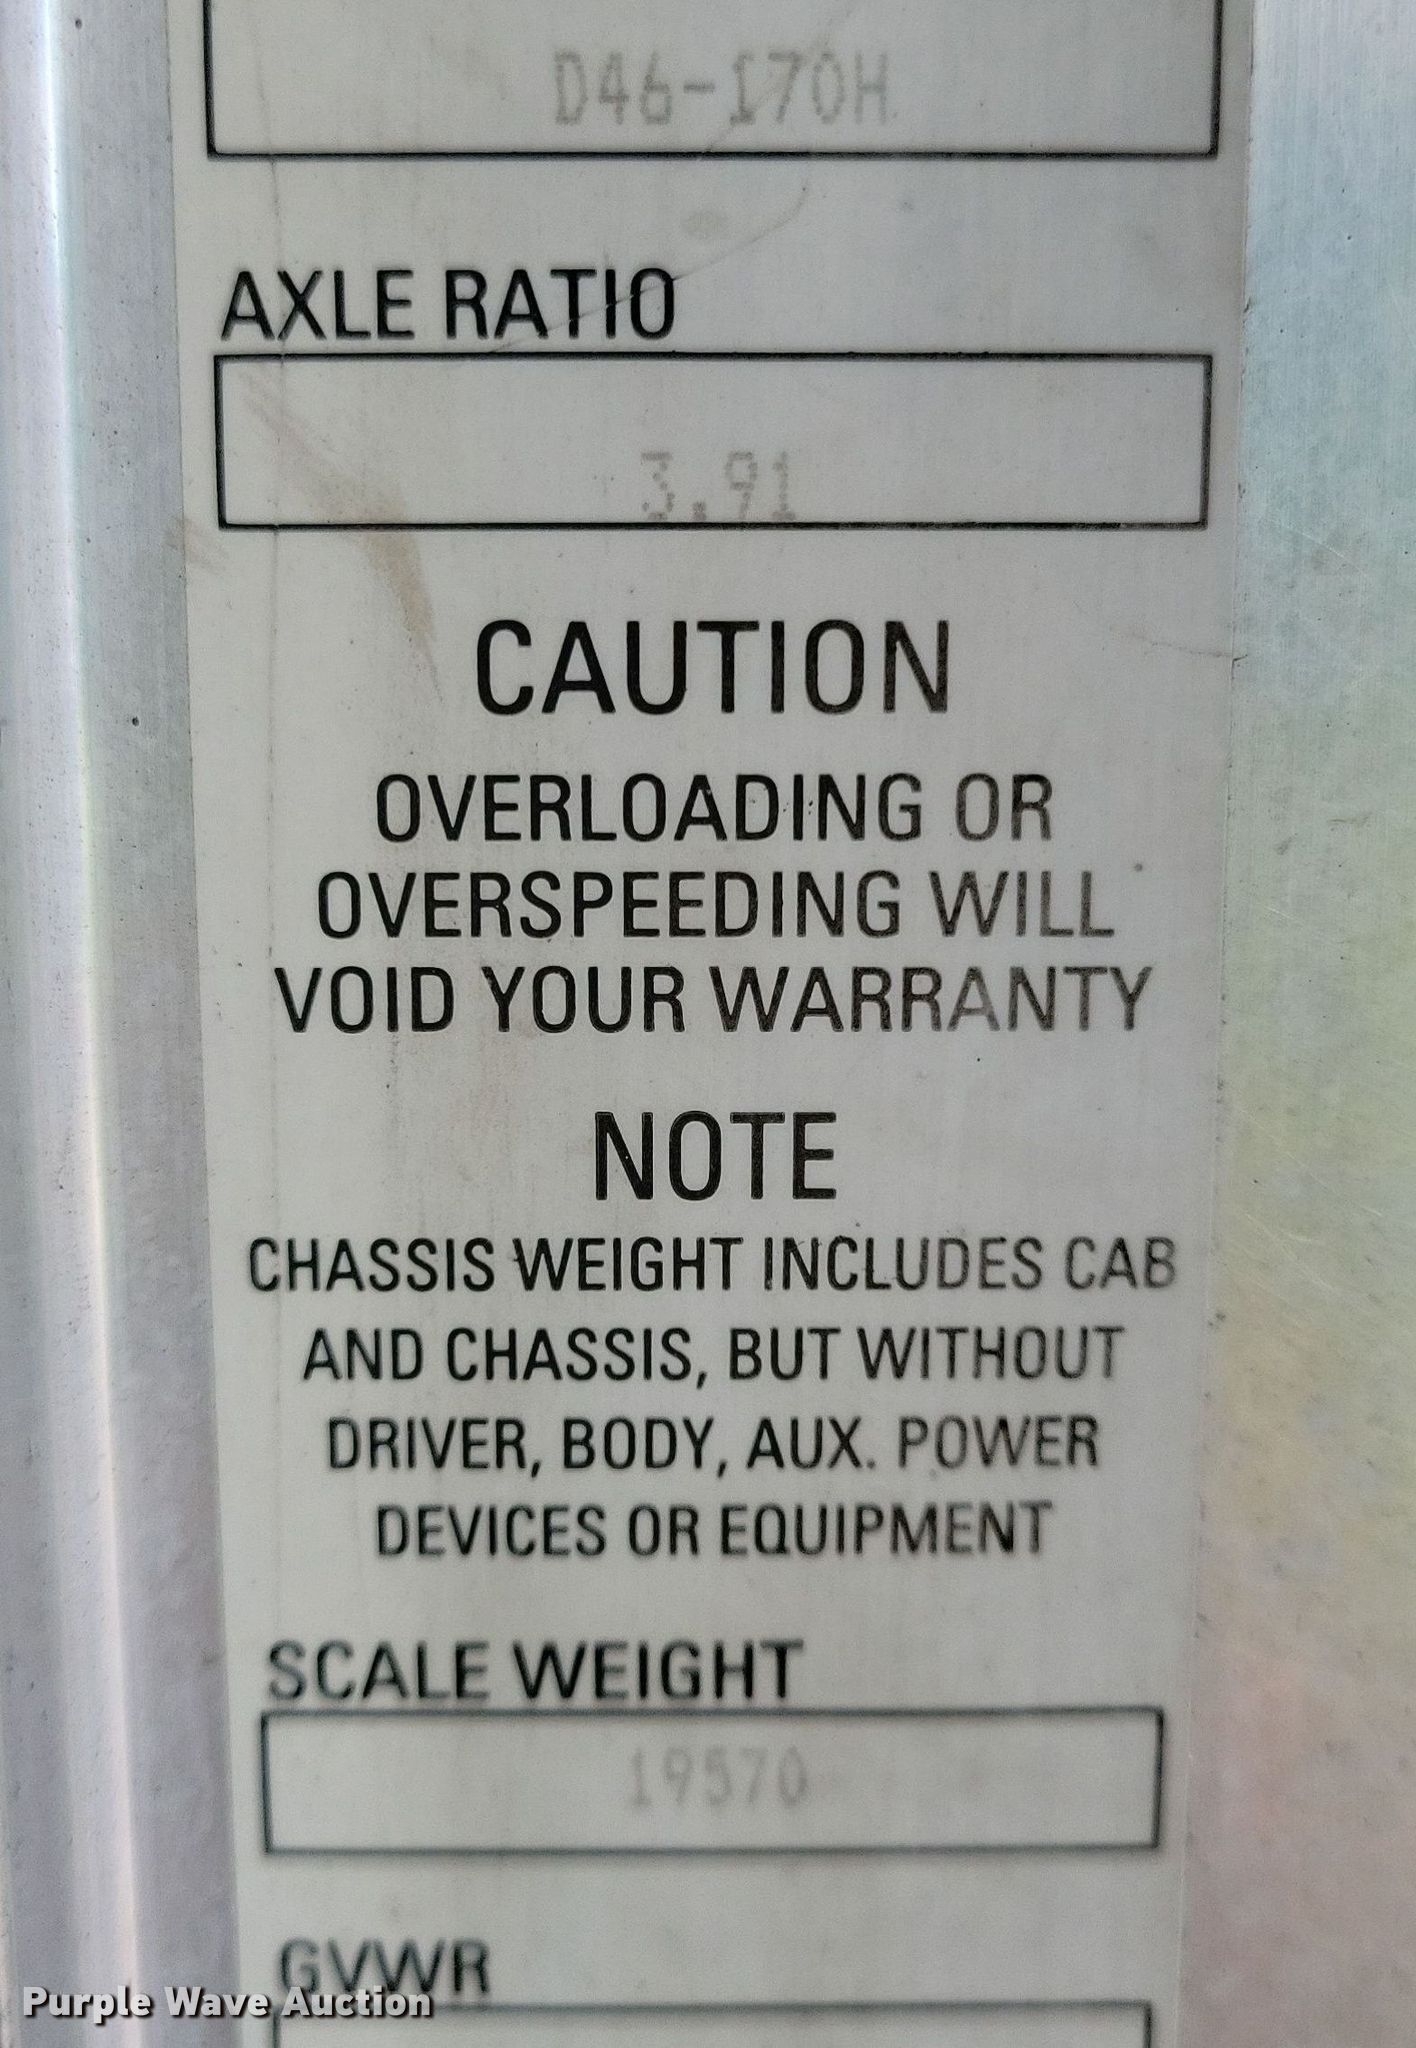 D46-170H
AXLE RATIO
3.91
CAUTION
OVERLOADING OR
OVERSPEEDING WILL
VOID YOUR WARRANTY
NOTE
CHASSIS WEIGHT INCLUDES CAB
AND CHASSIS, BUT WITHOUT
DRIVER, BODY, AUX. POWER
DEVICES OR EQUIPMENT
SCALE WEIGHT
19570
GVWR
Purple Wave Auction